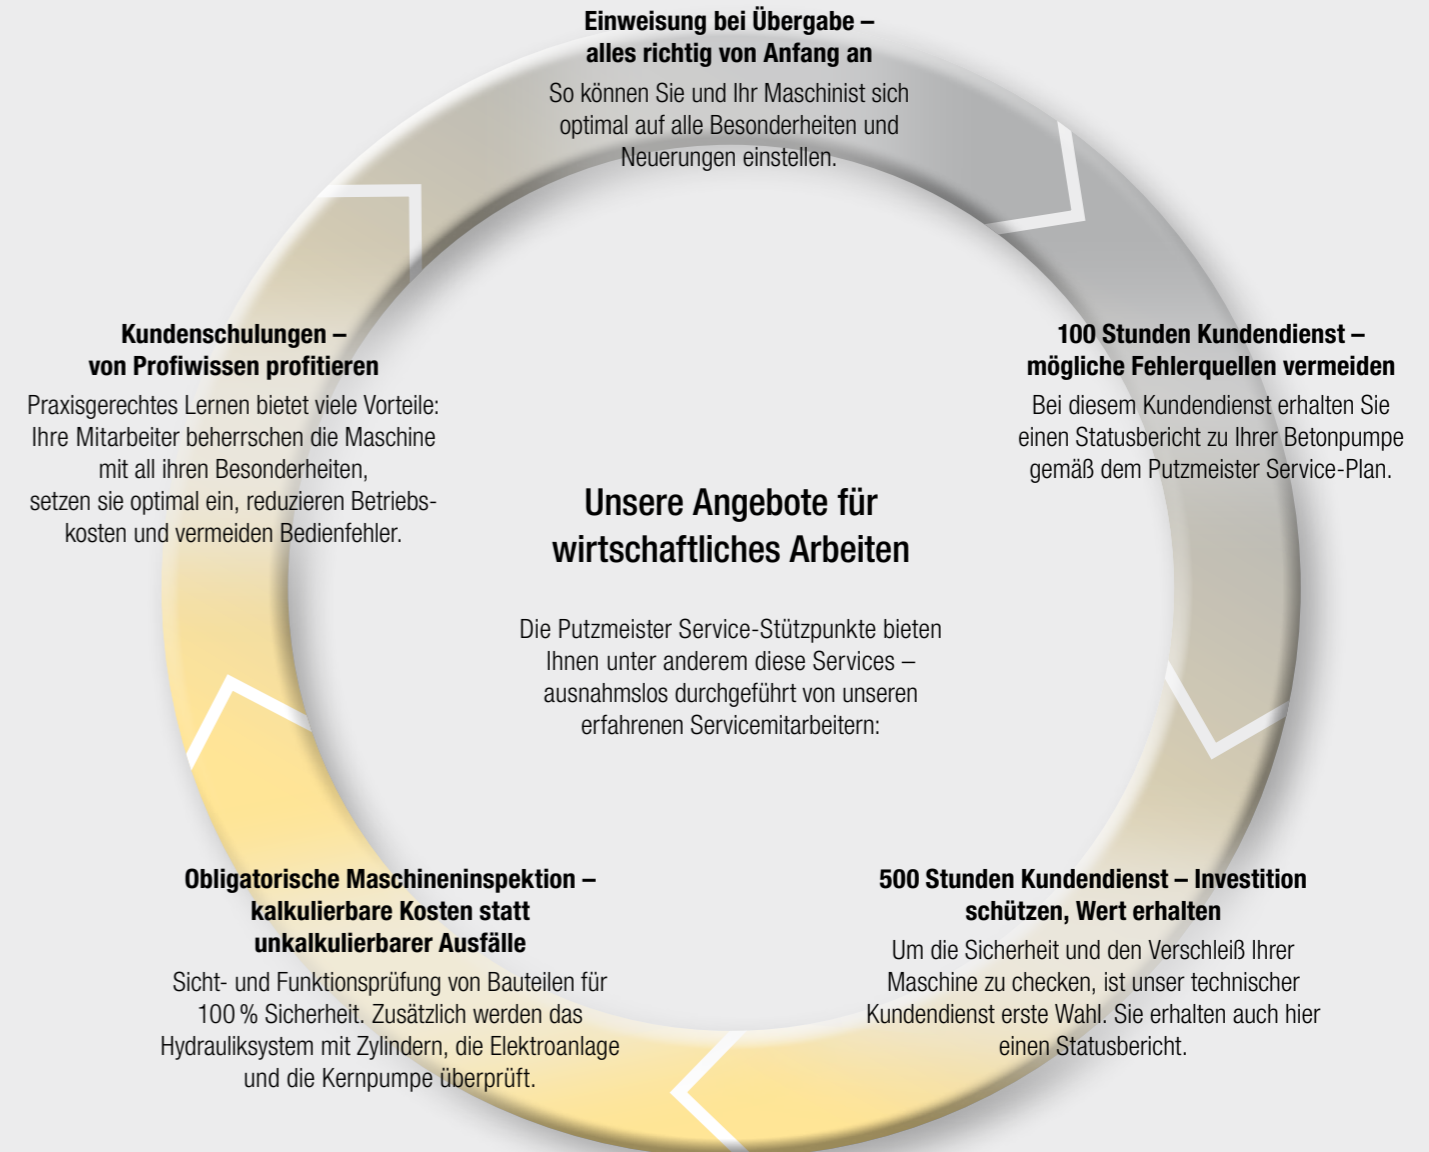 Einweisung bei Übergabe –
alles richtig von Anfang an
So können Sie und Ihr Maschinist sich
optimal auf alle Besonderheiten und
Neuerungen einstellen.
100 Stunden Kundendienst –
mögliche Fehlerquellen vermeiden
Bei diesem Kundendienst erhalten Sie
einen Statusbericht zu Ihrer Betonpumpe
gemäß dem Putzmeister Service-Plan.
500 Stunden Kundendienst – Investition
schützen, Wert erhalten
Um die Sicherheit und den Verschleiß Ihrer
Maschine zu checken, ist unser technischer
Kundendienst erste Wahl. Sie erhalten auch hier
einen Statusbericht.
Obligatorische Maschineninspektion –
kalkulierbare Kosten statt
unkalkulierbarer Ausfälle
Sicht- und Funktionsprüfung von Bauteilen für
100 % Sicherheit. Zusätzlich werden das
Hydrauliksystem mit Zylindern, die Elektroanlage
und die Kernpumpe überprüft.
Kundenschulungen –
von Profiwissen profitieren
Praxisgerechtes Lernen bietet viele Vorteile:
Ihre Mitarbeiter beherrschen die Maschine
mit all ihren Besonderheiten,
setzen sie optimal ein, reduzieren Betriebs-
kosten und vermeiden Bedienfehler.
Unsere Angebote für
wirtschaftliches Arbeiten
Die Putzmeister Service-Stützpunkte bieten
Ihnen unter anderem diese Services –
ausnahmslos durchgeführt von unseren
erfahrenen Servicemitarbeitern: